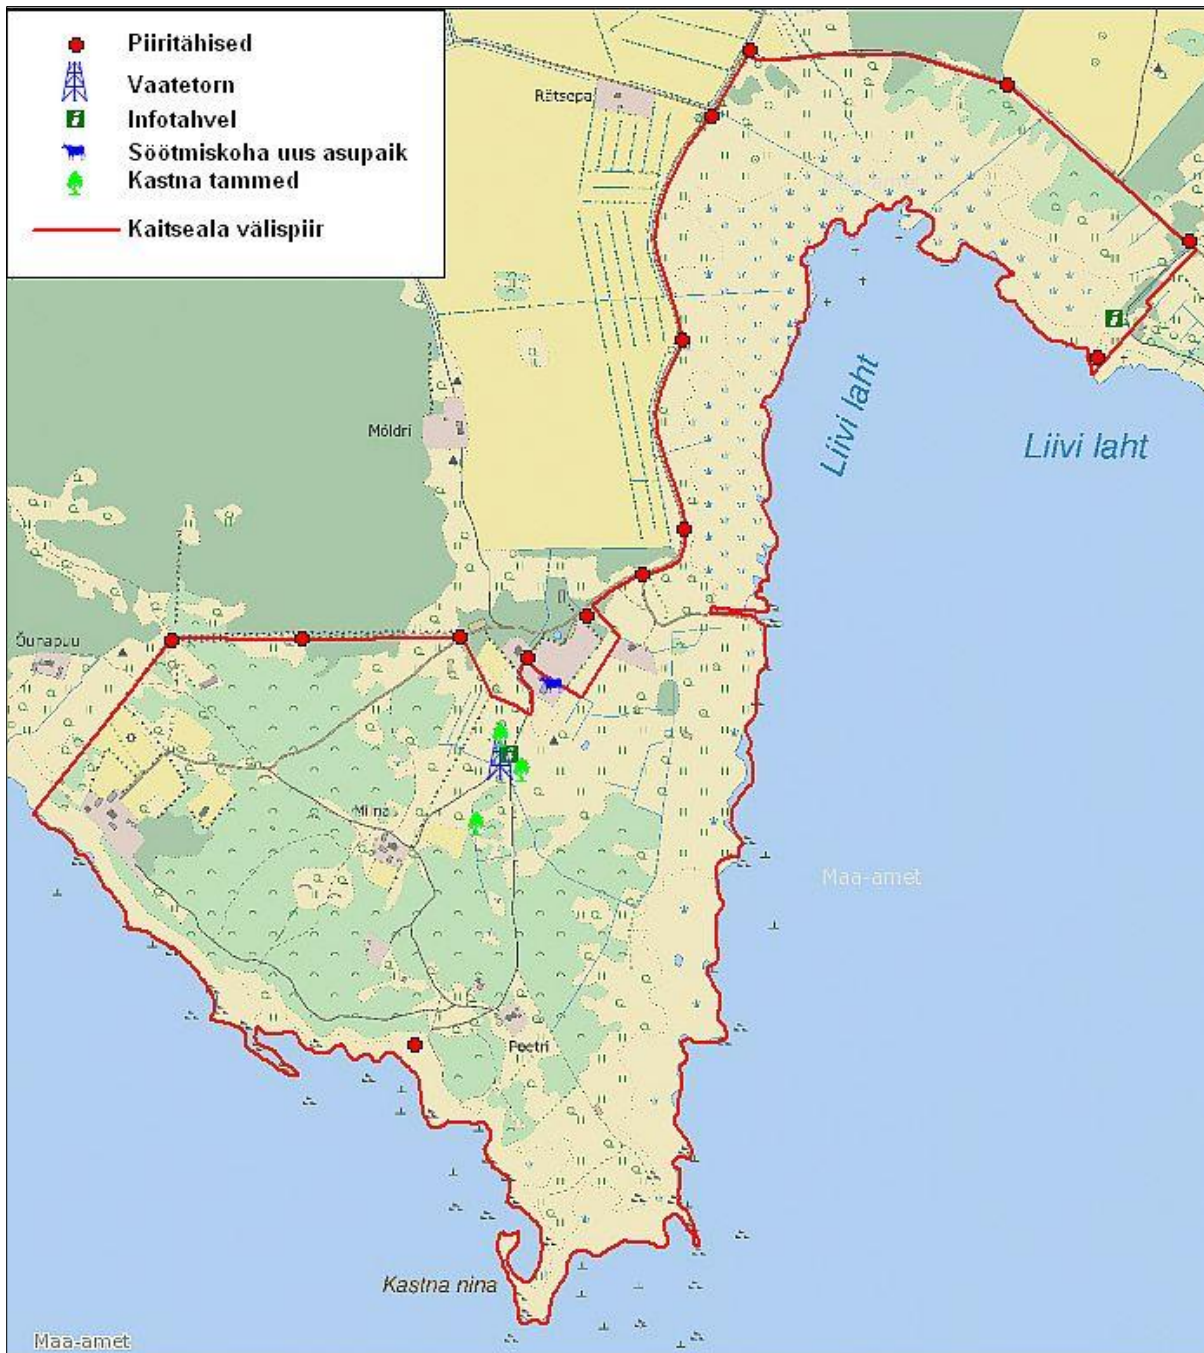 Piiritähised
Vaatetorn
Infotahvel
Söötmiskoha uus asupaik
Kastna tammed
Kaitseala välispiir
Rätsepa
Möldri
Liivi laht
Liivi laht
Õunapuu
Miina
Maa-amet
Peetri
Kastna nina
Maa-amet